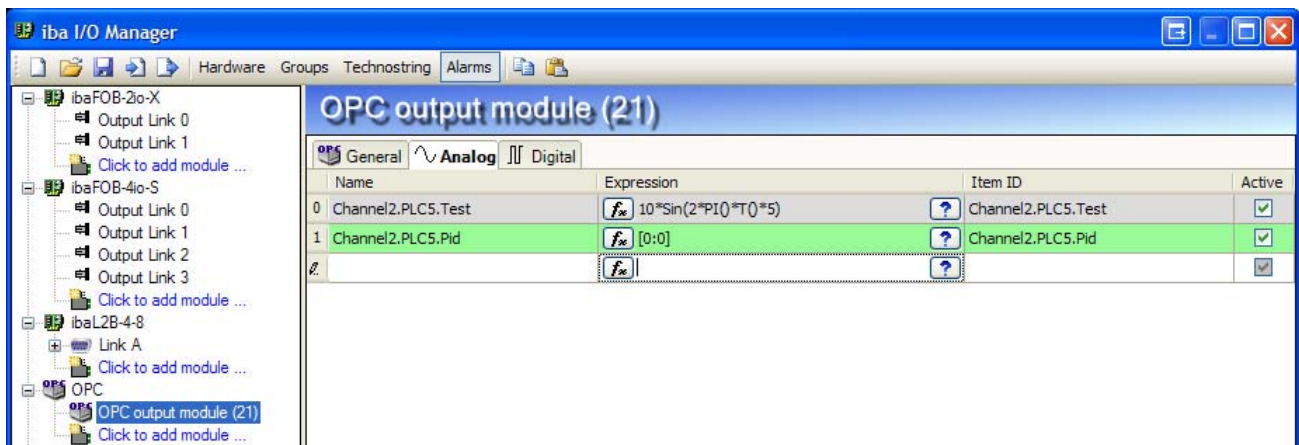 iba I/O Manager
Hardware Groups Technostring Alarms
ibaFOB-2io-X
Output Link 0
Output Link 1
Click to add module ...
ibaFOB-4io-S
Output Link 0
Output Link 1
Output Link 2
Output Link 3
Click to add module ...
ibaL2B-4-8
Link A
Click to add module ...
OPC
OPC output module (21)
Click to add module ...
OPC output module (21)
OPC General Analog Digital
Name Expression Item ID Active
0 Channel2.PLC5.Test fx 10*Sin(2*PI()*T()*5) ? Channel2.PLC5.Test
1 Channel2.PLC5.Pid fx [0:0] ? Channel2.PLC5.Pid
fx ?